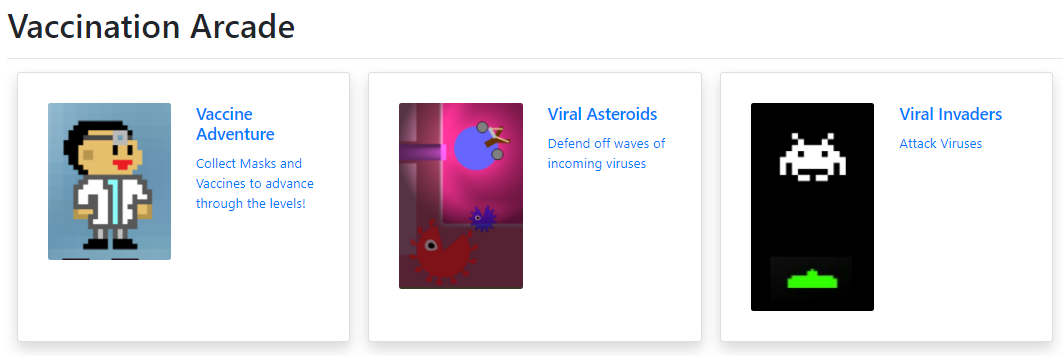 Vaccination Arcade
Vaccine
Adventure
Collect Masks and
Vaccines to advance
through the levels!
Viral Asteroids
Defend off waves of
incoming viruses
Viral Invaders
Attack Viruses